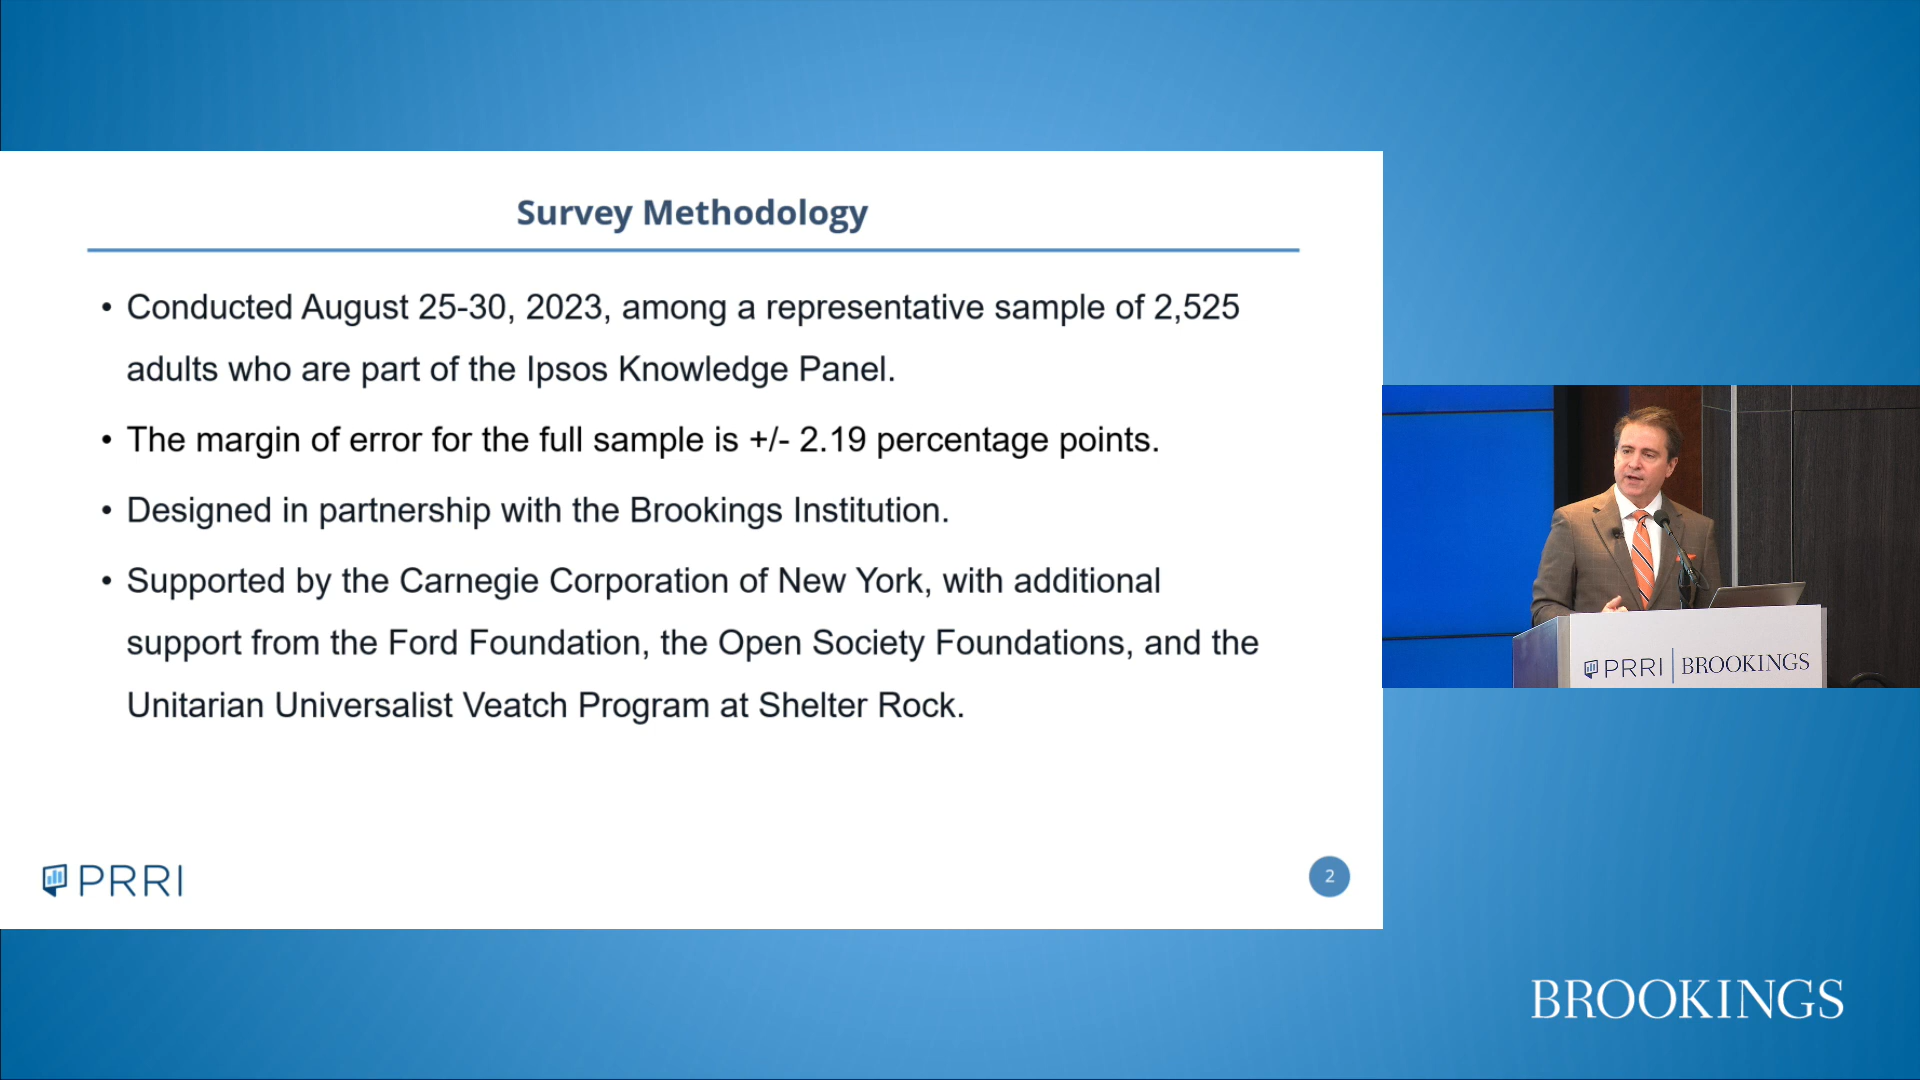 Survey Methodology
• Conducted August 25-30, 2023, among a representative sample of 2,525
adults who are part of the Ipsos Knowledge Panel.
• The margin of error for the full sample is +/- 2.19 percentage points.
• Designed in partnership with the Brookings Institution.
• Supported by the Carnegie Corporation of New York, with additional
support from the Ford Foundation, the Open Society Foundations, and the
Unitarian Universalist Veatch Program at Shelter Rock.
PRRI
2
PRRI | BROOKINGS
BROOKINGS